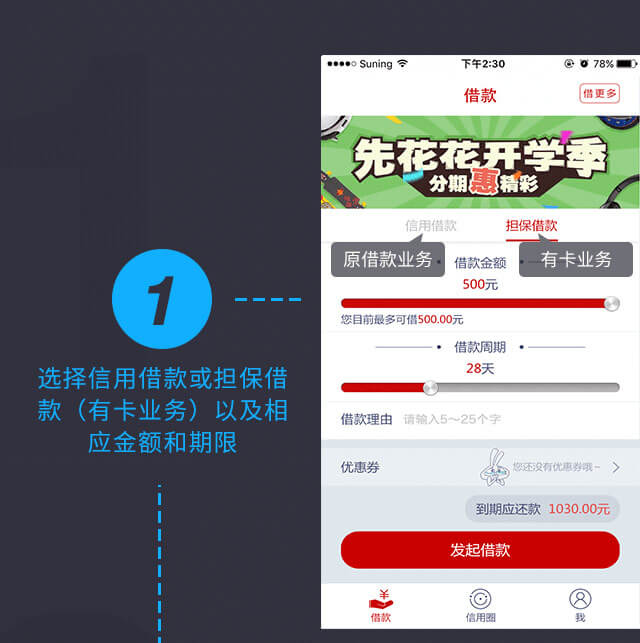 Suning 下午2:30 78%
借款 借更多
先花花开学季
分期惠精彩
信用借款 担保借款
原借款业务 借款金额 有卡业务
500元
您目前最多可借500.00元
借款周期
28天
借款理由 请输入5～25个字
优惠券 您还没有优惠券哦~
到期应还款 1030.00元
发起借款
借款 信用圈 我
1
选择信用借款或担保借
款（有卡业务）以及相
应金额和期限